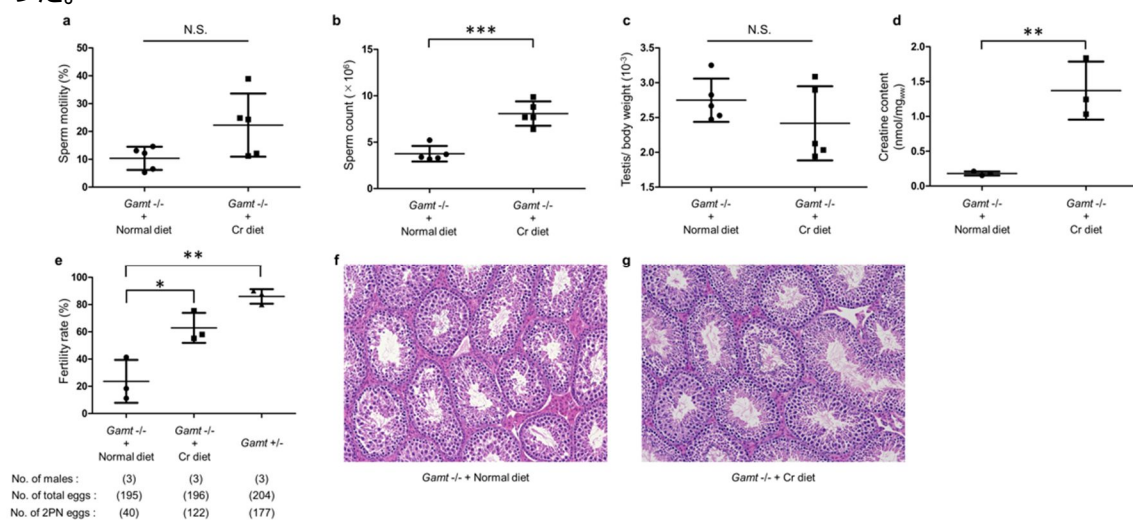 った。
a
N.S.
Sperm motility (%)
50
40
30
20
10
0
Gamt -/-
+
Normal diet
Gamt -/-
+
Cr diet
b
***
Sperm count (×10⁶)
15
10
5
0
Gamt -/-
+
Normal diet
Gamt -/-
+
Cr diet
c
N.S.
Testis/ body weight (10⁻³)
3.5
3.0
2.5
2.0
1.5
Gamt -/-
+
Normal diet
Gamt -/-
+
Cr diet
d
**
Creatine content
(nmol/mgww)
2.0
1.5
1.0
0.5
0.0
Gamt -/-
+
Normal diet
Gamt -/-
+
Cr diet
e
**
*
Fertility rate (%)
100
80
60
40
20
0
Gamt -/-
+
Normal diet
Gamt -/-
+
Cr diet
Gamt +/-
No. of males : (3) (3) (3)
No. of total eggs : (195) (196) (204)
No. of 2PN eggs : (40) (122) (177)
f
Gamt -/- + Normal diet
g
Gamt -/- + Cr diet